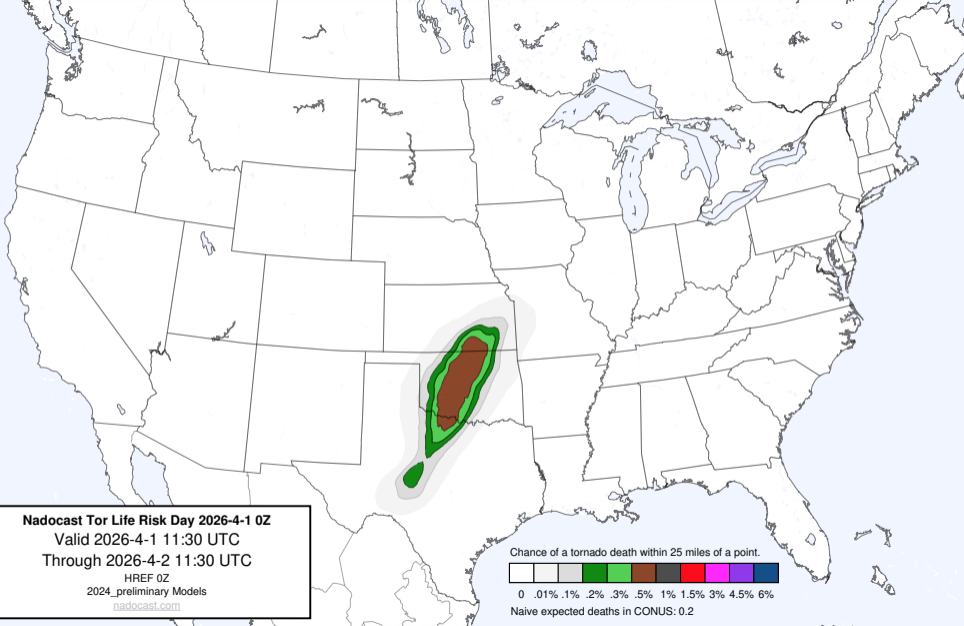 Nadocast Tor Life Risk Day 2026-4-1 0Z
Valid 2026-4-1 11:30 UTC
Through 2026-4-2 11:30 UTC
HREF 0Z
2024_preliminary Models
nadocast.com
Chance of a tornado death within 25 miles of a point.
0 .01% .1% .2% .3% .5% 1% 1.5% 3% 4.5% 6%
Naive expected deaths in CONUS: 0.2